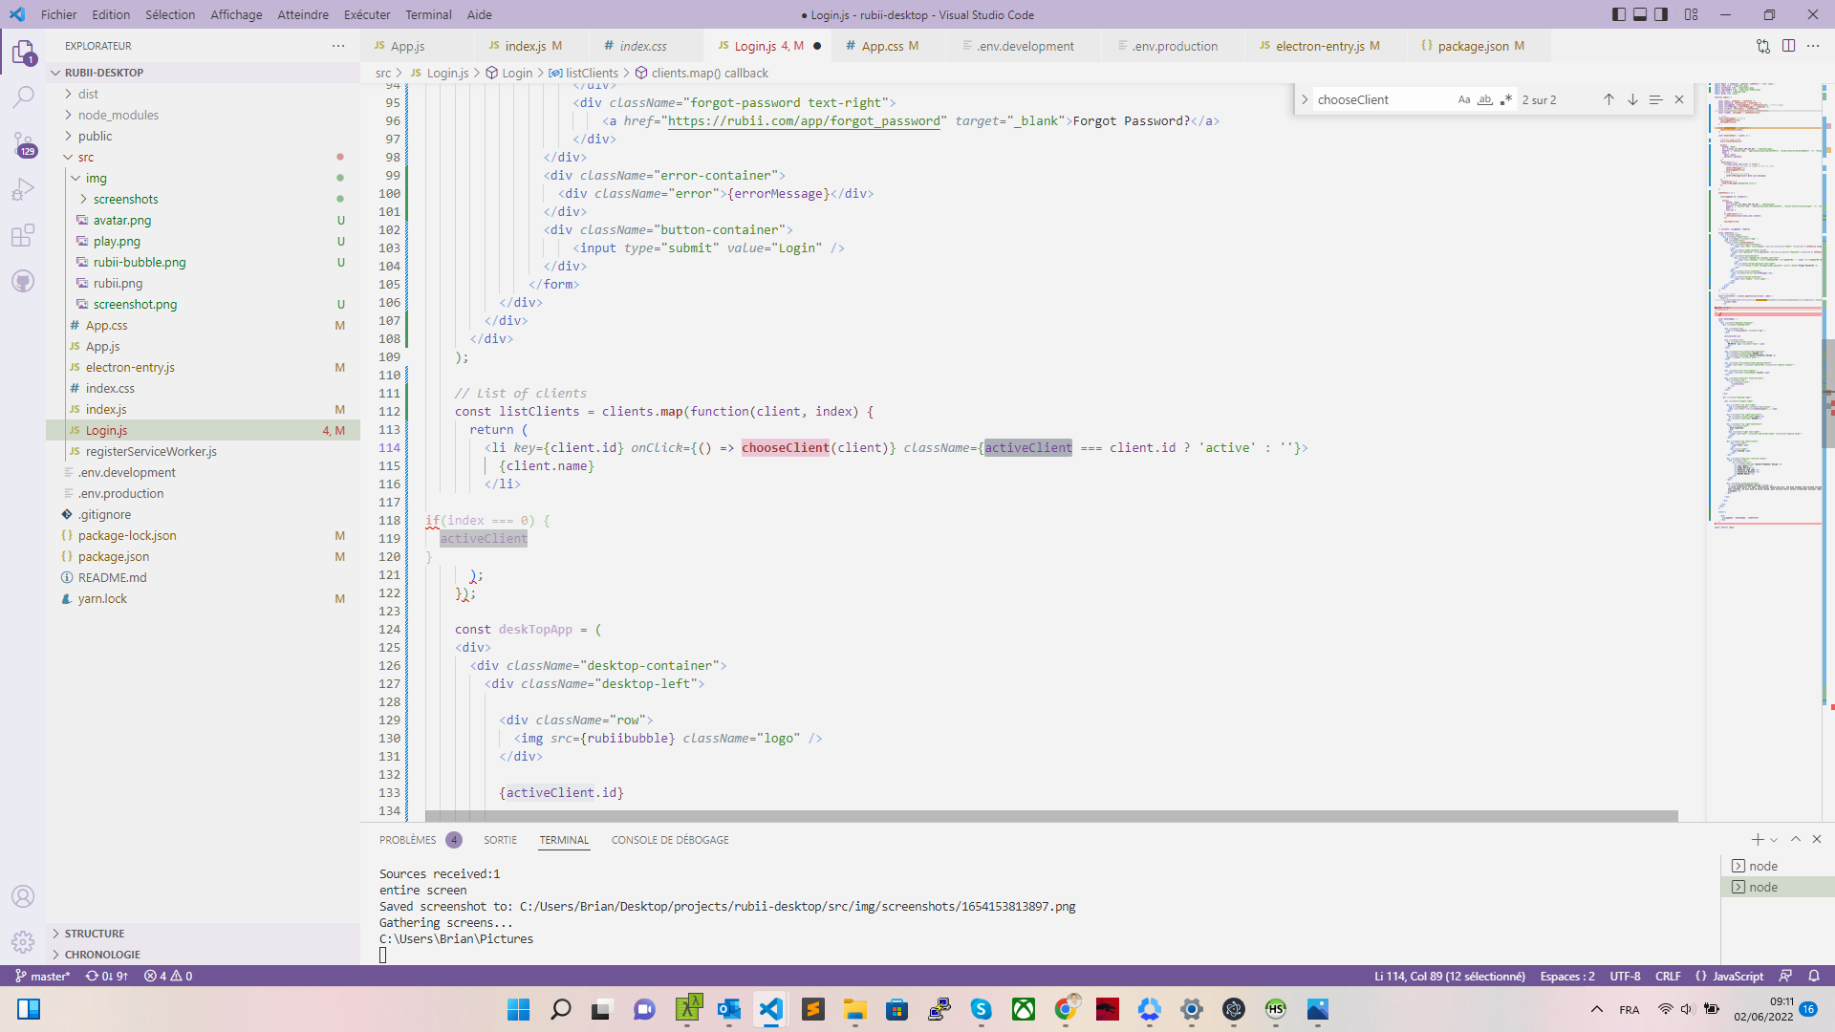 Fichier Edition Sélection Affichage Atteindre Exécuter Terminal Aide
● Login.js - rubii-desktop - Visual Studio Code
EXPLORATEUR
App.js
index.js M
index.css
Login.js 4, M
App.css M
.env.development
.env.production
electron-entry.js M
package.json M
RUBII-DESKTOP
dist
node_modules
public
src
img
screenshots
avatar.png U
play.png U
rubii-bubble.png U
rubii.png
screenshot.png U
App.css M
App.js
electron-entry.js M
index.css
index.js M
Login.js 4, M
registerServiceWorker.js
.env.development
.env.production
.gitignore
package-lock.json M
package.json M
README.md
yarn.lock M
STRUCTURE
CHRONOLOGIE
1
129
src > JS Login.js > Login > listClients > clients.map() callback
chooseClient Aa ab 2 sur 2
94 </div>
95 <div className="forgot-password text-right">
96 <a href="https://rubii.com/app/forgot_password" target="_blank">Forgot Password?</a>
97 </div>
98 </div>
99 <div className="error-container">
100 <div className="error">{errorMessage}</div>
101 </div>
102 <div className="button-container">
103 <input type="submit" value="Login" />
104 </div>
105 </form>
106 </div>
107 </div>
108 </div>
109 );
110
111 // List of clients
112 const listClients = clients.map(function(client, index) {
113 return (
114 <li key={client.id} onClick={() => chooseClient(client)} className={activeClient === client.id ? 'active' : ''}>
115 {client.name}
116 </li>
117
118 if(index === 0) {
119 activeClient
120 }
121 );
122 });
123
124 const deskTopApp = (
125 <div>
126 <div className="desktop-container">
127 <div className="desktop-left">
128
129 <div className="row">
130 <img src={rubiibubble} className="logo" />
131 </div>
132
133 {activeClient.id}
134
PROBLÈMES 4 SORTIE TERMINAL CONSOLE DE DÉBOGAGE
Sources received:1
entire screen
Saved screenshot to: C:/Users/Brian/Desktop/projects/rubii-desktop/src/img/screenshots/1654153813897.png
Gathering screens...
C:\Users\Brian\Pictures
node
node
master* 0↓ 9↑ 4 0
Li 114, Col 89 (12 sélectionné) Espaces : 2 UTF-8 CRLF {} JavaScript
FRA
09:11
02/06/2022
16